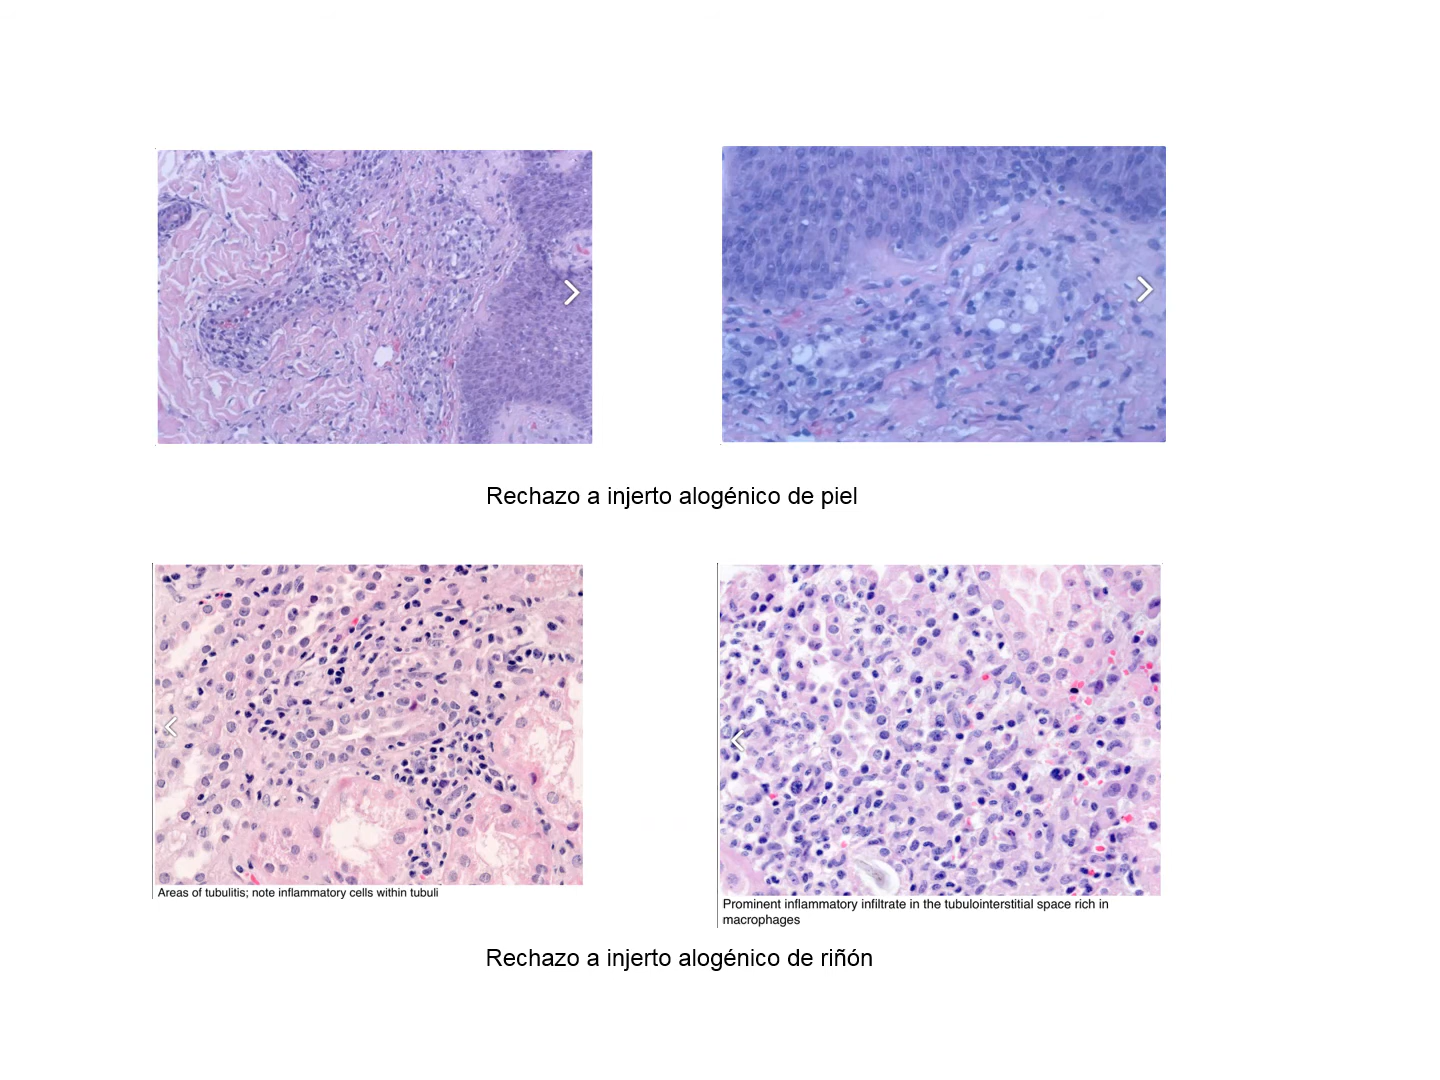 Rechazo a injerto alogénico de piel
Areas of tubulitis; note inflammatory cells within tubuli
Prominent inflammatory infiltrate in the tubulointerstitial space rich in
macrophages
Rechazo a injerto alogénico de riñón